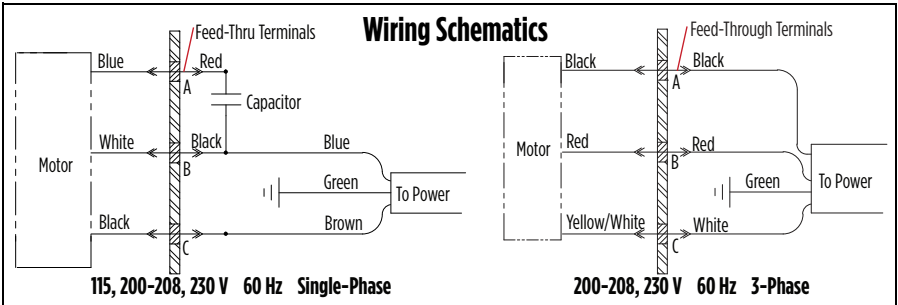 Wiring Schematics
Feed-Thru Terminals
Blue
Red
A
Capacitor
White
Black
Blue
B
Motor
Green
To Power
Black
Brown
C
115, 200-208, 230 V 60 Hz Single-Phase
Feed-Through Terminals
Black
Black
A
Motor
Red
Red
B
Green
To Power
Yellow/White
White
C
200-208, 230 V 60 Hz 3-Phase